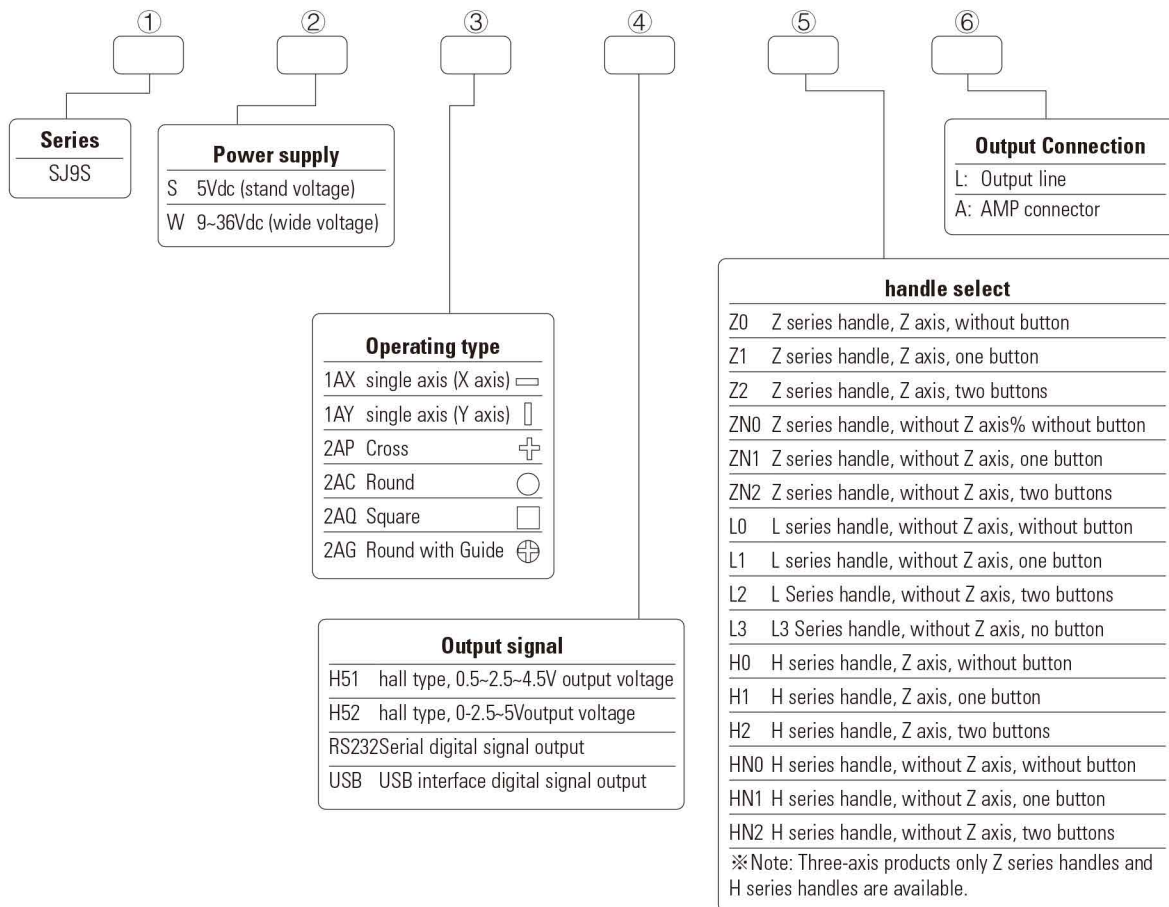 ① ② ③ ④ ⑤ ⑥
Series
SJ9S
Power supply
S 5Vdc (stand voltage)
W 9~36Vdc (wide voltage)
Output Connection
L: Output line
A: AMP connector
Operating type
1AX single axis (X axis)
1AY single axis (Y axis)
2AP Cross
2AC Round
2AQ Square
2AG Round with Guide
Output signal
H51 hall type, 0.5~2.5~4.5V output voltage
H52 hall type, 0-2.5~5Voutput voltage
RS232Serial digital signal output
USB USB interface digital signal output
handle select
Z0 Z series handle, Z axis, without button
Z1 Z series handle, Z axis, one button
Z2 Z series handle, Z axis, two buttons
ZN0 Z series handle, without Z axis% without button
ZN1 Z series handle, without Z axis, one button
ZN2 Z series handle, without Z axis, two buttons
L0 L series handle, without Z axis, without button
L1 L series handle, without Z axis, one button
L2 L Series handle, without Z axis, two buttons
L3 L3 Series handle, without Z axis, no button
H0 H series handle, Z axis, without button
H1 H series handle, Z axis, one button
H2 H series handle, Z axis, two buttons
HN0 H series handle, without Z axis, without button
HN1 H series handle, without Z axis, one button
HN2 H series handle, without Z axis, two buttons
※Note: Three-axis products only Z series handles and
H series handles are available.